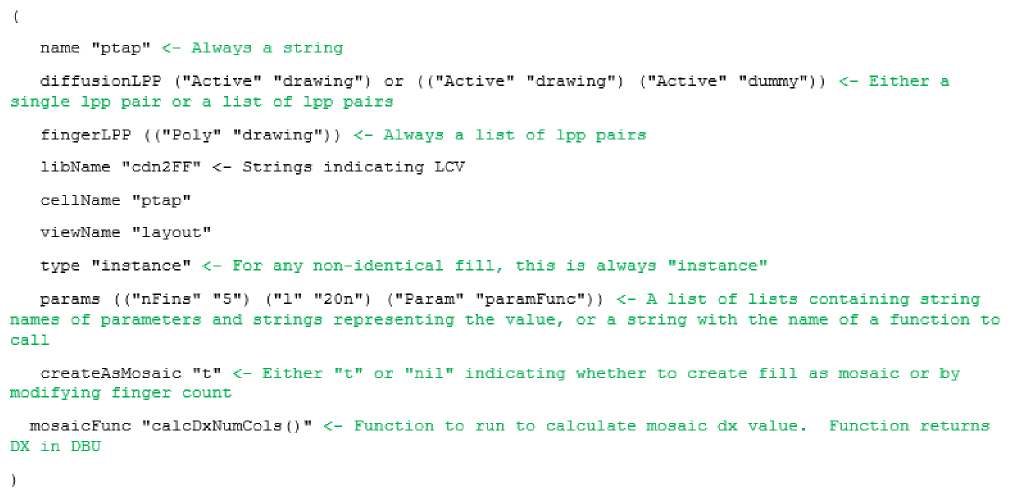 (
name "ptap" <- Always a string
diffusionLPP ("Active" "drawing") or (("Active" "drawing") ("Active" "dummy")) <- Either a
single lpp pair or a list of lpp pairs
fingerLPP (("Poly" "drawing")) <- Always a list of lpp pairs
libName "cdn2FF" <- Strings indicating LCV
cellName "ptap"
viewName "layout"
type "instance" <- For any non-identical fill, this is always "instance"
params (("nFins" "5") ("l" "20n") ("Param" "paramFunc")) <- A list of lists containing string
names of parameters and strings representing the value, or a string with the name of a function to
call
createAsMosaic "t" <- Either "t" or "nil" indicating whether to create fill as mosaic or by
modifying finger count
mosaicFunc "calcDxNumCols()" <- Function to run to calculate mosaic dx value.  Function returns
DX in DBU
)